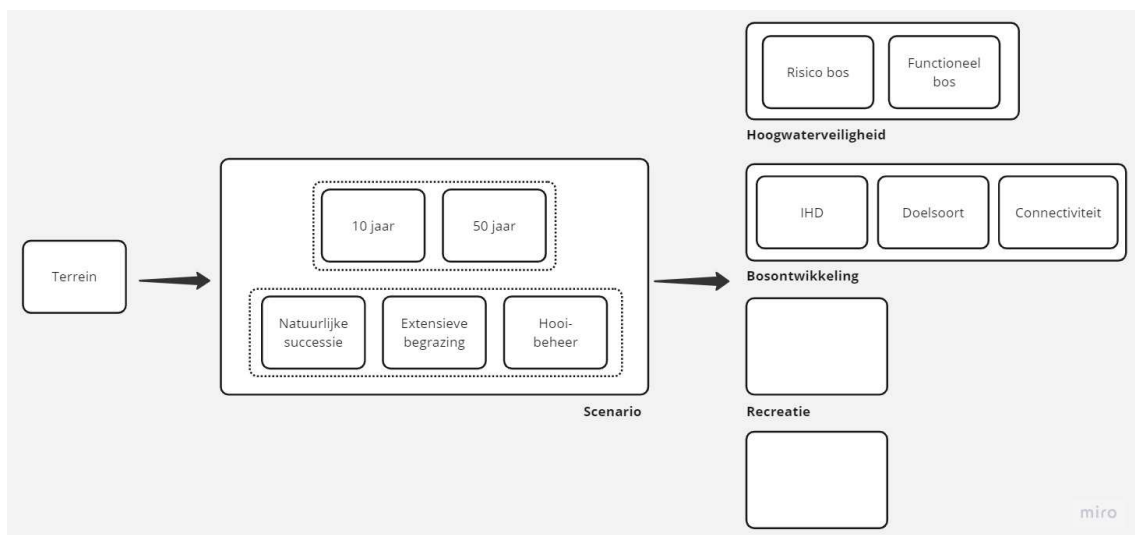 Risico bos
Functioneel
bos
Hoogwaterveiligheid
10 jaar
50 jaar
IHD
Doelsoort
Connectiviteit
Terrein
Bosontwikkeling
Natuurlijke
successie
Extensieve
begrazing
Hooi-
beheer
Scenario
Recreatie
miro